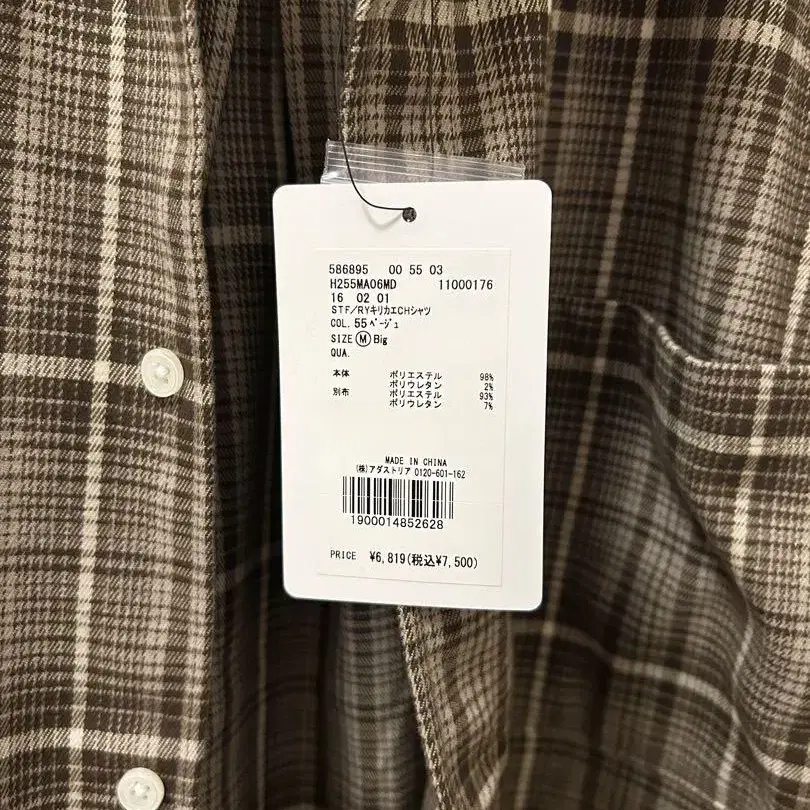 586895 00 55 03
H255MA06MD 11000176
16 02 01
STF/RYキリカエCHシャツ
COL. 55ベージュ
SIZE Ⓜ Big
QUA.
本体 ポリエステル 98%
ポリウレタン 2%
別布 ポリエステル 93%
ポリウレタン 7%
MADE IN CHINA
(株)アダストリア 0120-601-162
1900014852628
PRICE ¥6,819(税込¥7,500)